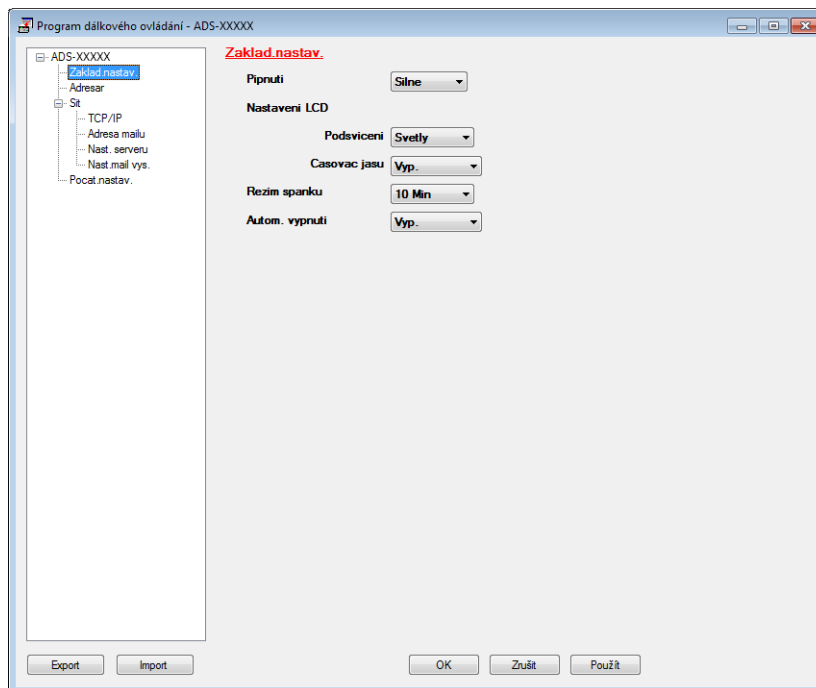 Program dálkového ovládání - ADS-XXXXX
ADS-XXXXX
Zaklad.nastav.
Adresar
Sit
TCP/IP
Adresa mailu
Nast. serveru
Nast.mail vys.
Pocat.nastav.
Zaklad.nastav.
Pipnuti Silne
Nastaveni LCD
Podsviceni Svetly
Casovac jasu Vyp.
Rezim spanku 10 Min
Autom. vypnuti Vyp.
Export Import OK Zrušit Použít